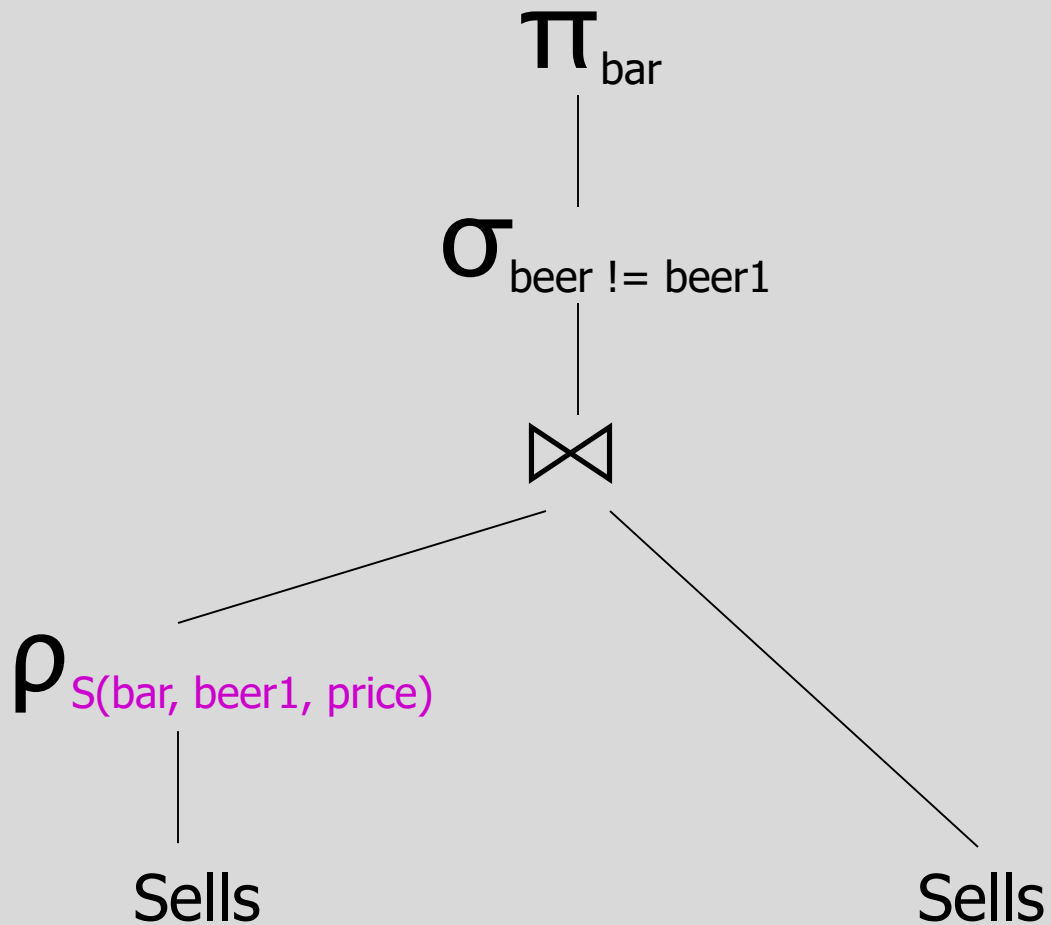 π bar
σ beer != beer1
⋈
ρ S(bar, beer1, price)
Sells
Sells